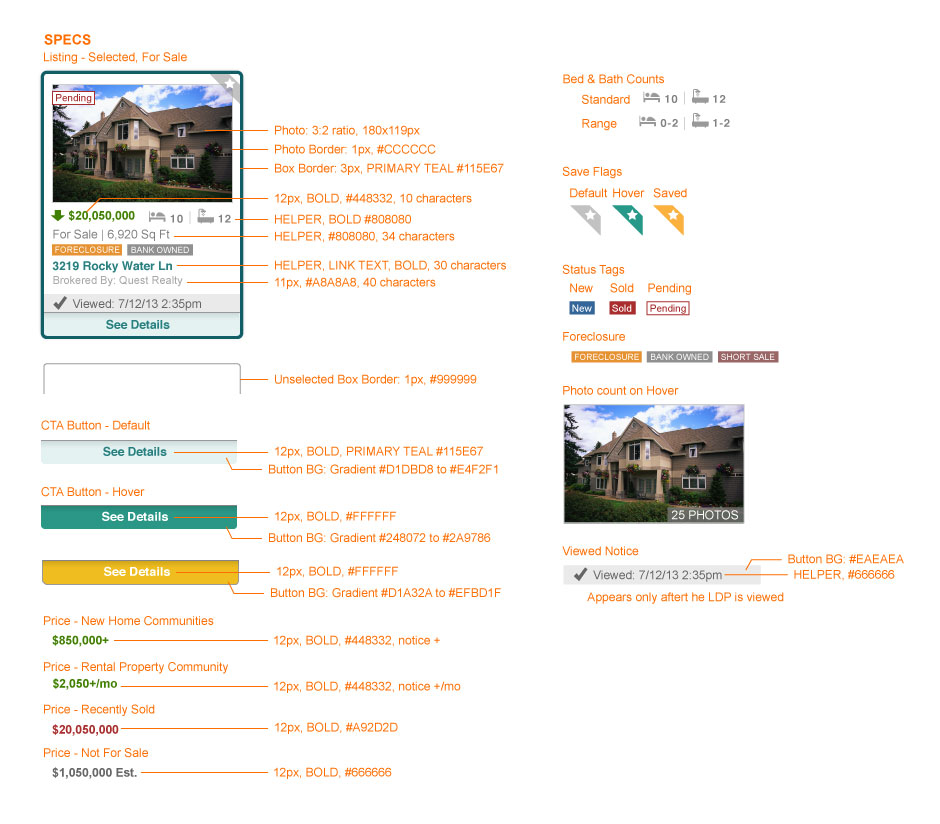 SPECS
Listing - Selected, For Sale
Pending
Photo: 3:2 ratio, 180x119px
Photo Border: 1px, #CCCCCC
Box Border: 3px, PRIMARY TEAL #115E67
12px, BOLD, #448332, 10 characters
$20,050,000 10 12
HELPER, BOLD #808080
For Sale | 6,920 Sq Ft
HELPER, #808080, 34 characters
FORECLOSURE BANK OWNED
3219 Rocky Water Ln
HELPER, LINK TEXT, BOLD, 30 characters
Brokered By: Quest Realty
11px, #A8A8A8, 40 characters
Viewed: 7/12/13 2:35pm
See Details
Unselected Box Border: 1px, #999999
CTA Button - Default
See Details
12px, BOLD, PRIMARY TEAL #115E67
Button BG: Gradient #D1DBD8 to #E4F2F1
CTA Button - Hover
See Details
12px, BOLD, #FFFFFF
Button BG: Gradient #248072 to #2A9786
See Details
12px, BOLD, #FFFFFF
Button BG: Gradient #D1A32A to #EFBD1F
Price - New Home Communities
$850,000+
12px, BOLD, #448332, notice +
Price - Rental Property Community
$2,050+/mo
12px, BOLD, #448332, notice +/mo
Price - Recently Sold
$20,050,000
12px, BOLD, #A92D2D
Price - Not For Sale
$1,050,000 Est.
12px, BOLD, #666666
Bed & Bath Counts
Standard 10 12
Range 0-2 1-2
Save Flags
Default Hover Saved
Status Tags
New Sold Pending
New Sold Pending
Foreclosure
FORECLOSURE BANK OWNED SHORT SALE
Photo count on Hover
25 PHOTOS
Viewed Notice
Button BG: #EAEAEA
Viewed: 7/12/13 2:35pm
HELPER, #666666
Appears only aftert he LDP is viewed